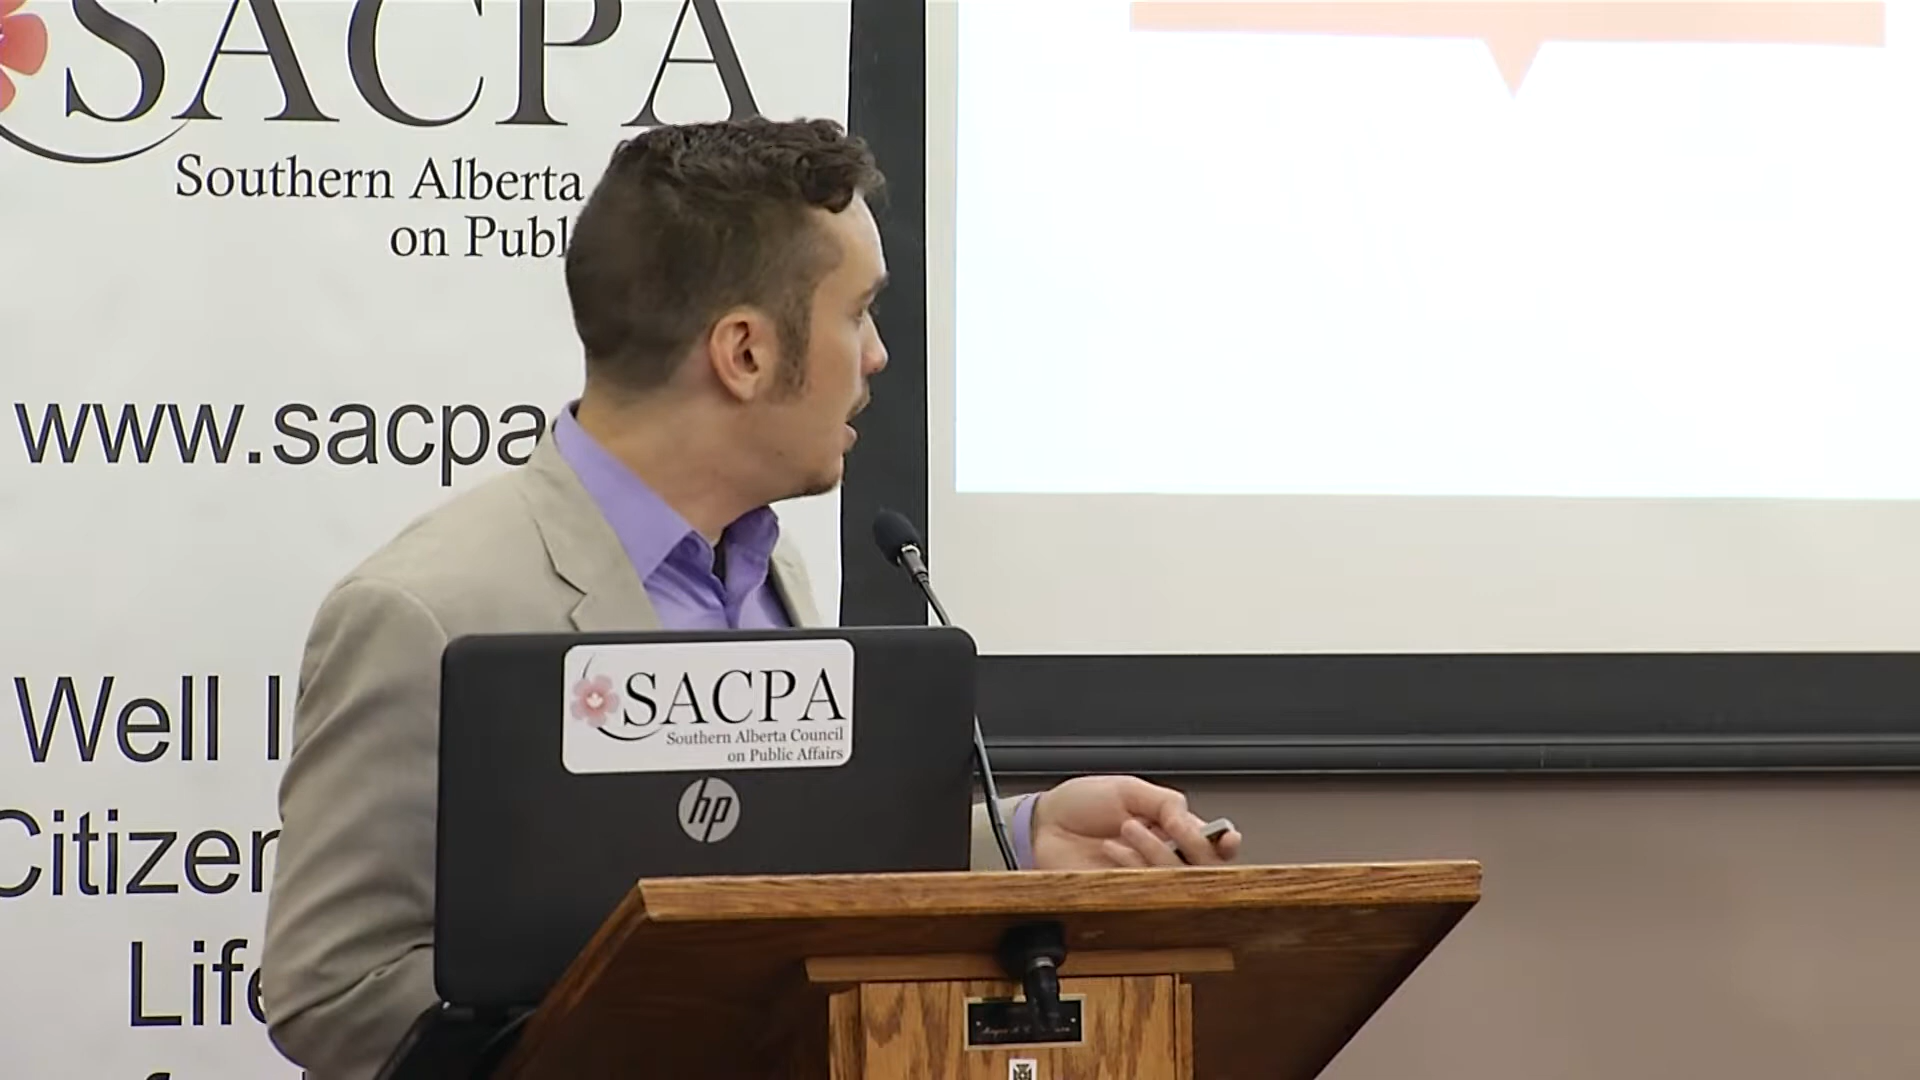 SACPA
Southern Alberta
on Publ
www.sacpa
Well I
Citizen
Life
SACPA
Southern Alberta Council
on Public Affairs
hp